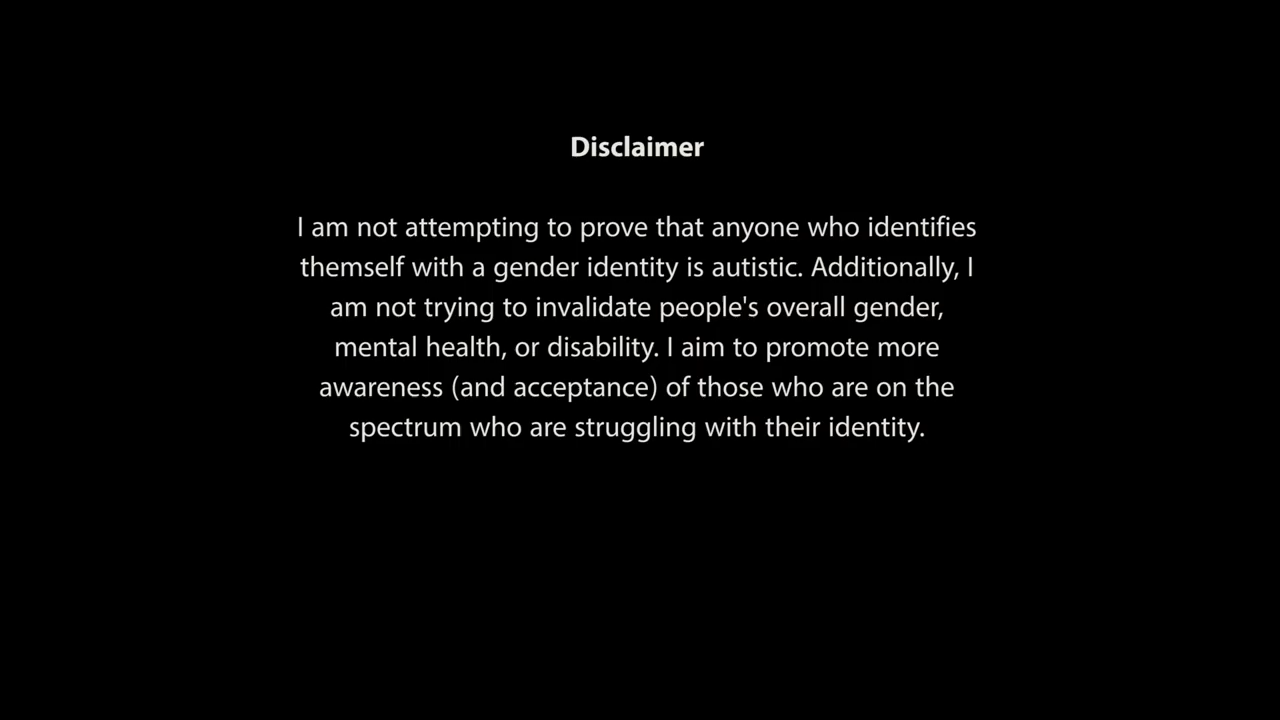 Disclaimer
I am not attempting to prove that anyone who identifies
themself with a gender identity is autistic. Additionally, I
am not trying to invalidate people's overall gender,
mental health, or disability. I aim to promote more
awareness (and acceptance) of those who are on the
spectrum who are struggling with their identity.